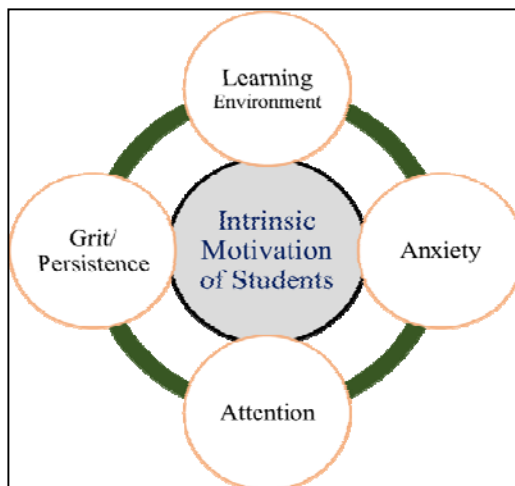 Learning
Environment
Grit/
Persistence
Intrinsic
Motivation
of Students
Anxiety
Attention